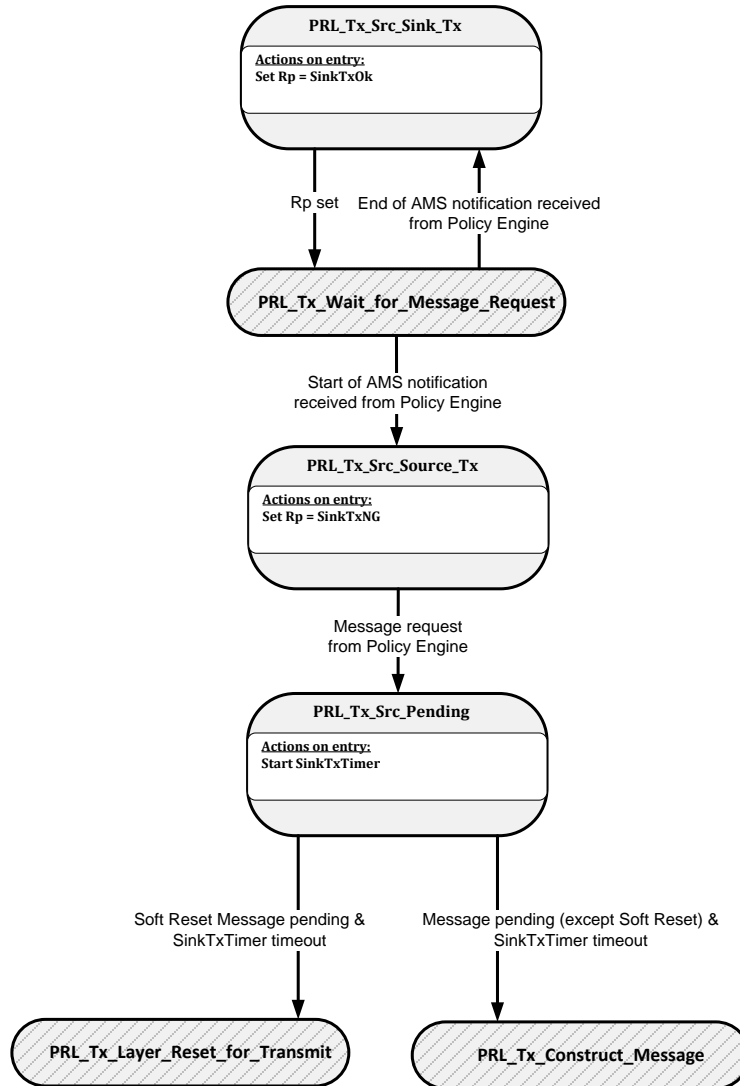 PRL_Tx_Src_Sink_Tx
Actions on entry:
Set Rp = SinkTxOk
Rp set
End of AMS notification received
from Policy Engine
PRL_Tx_Wait_for_Message_Request
Start of AMS notification
received from Policy Engine
PRL_Tx_Src_Source_Tx
Actions on entry:
Set Rp = SinkTxNG
Message request
from Policy Engine
PRL_Tx_Src_Pending
Actions on entry:
Start SinkTxTimer
Soft Reset Message pending &
SinkTxTimer timeout
Message pending (except Soft Reset) &
SinkTxTimer timeout
PRL_Tx_Layer_Reset_for_Transmit
PRL_Tx_Construct_Message